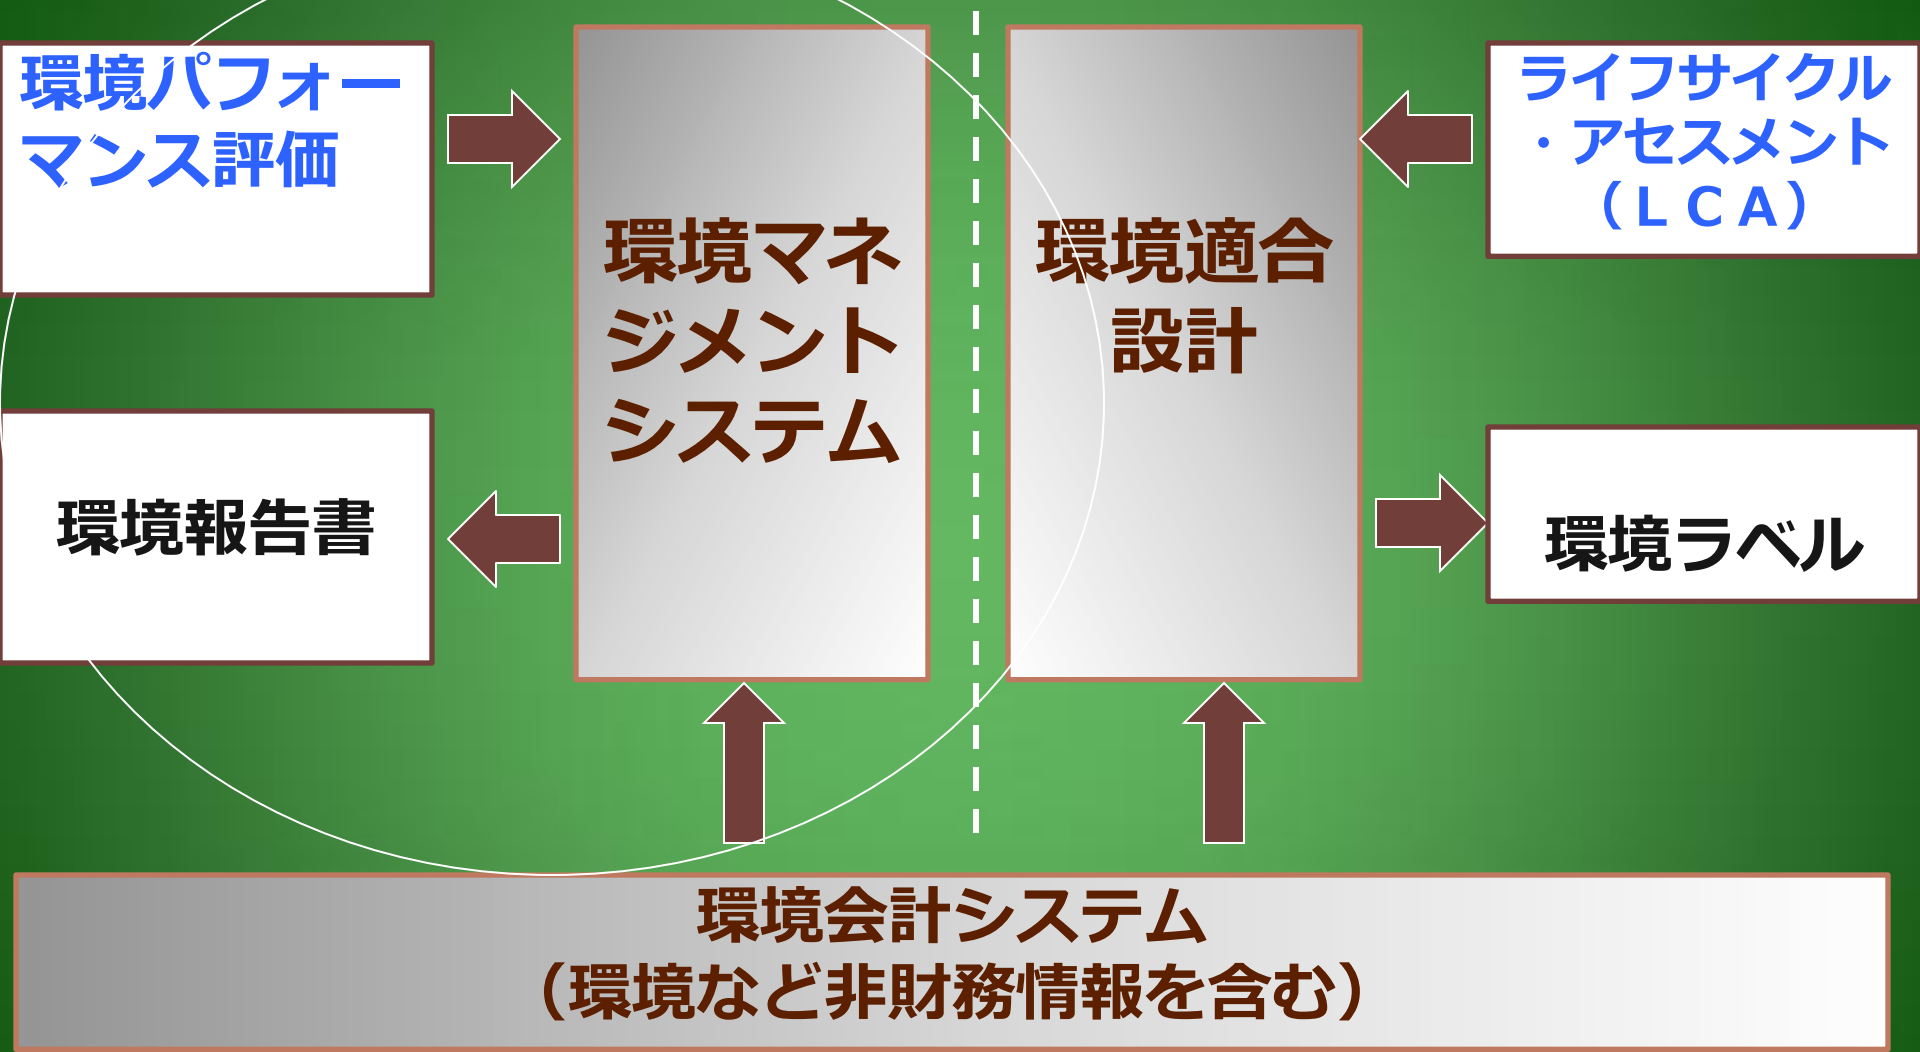 環境パフォー
マンス評価
環境マネ
ジメント
システム
環境適合
設計
ライフサイクル
・アセスメント
（ＬＣＡ）
環境報告書
環境ラベル
環境会計システム
（環境など非財務情報を含む）